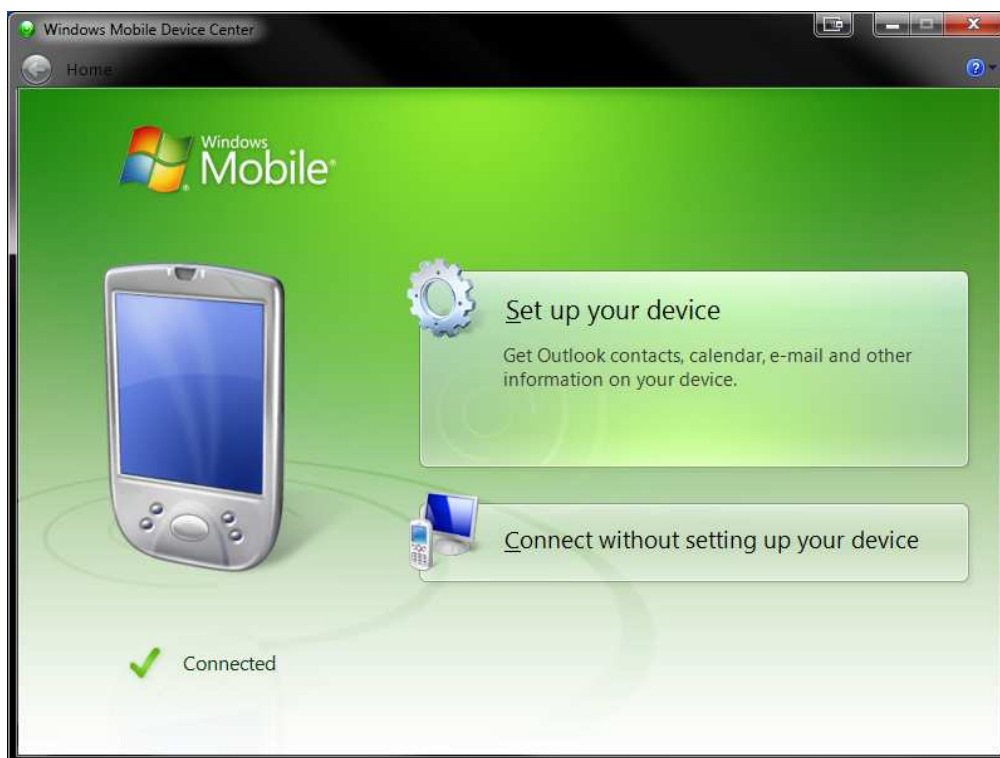 Windows Mobile Device Center
Home
Windows
Mobile®
Set up your device
Get Outlook contacts, calendar, e-mail and other
information on your device.
Connect without setting up your device
Connected